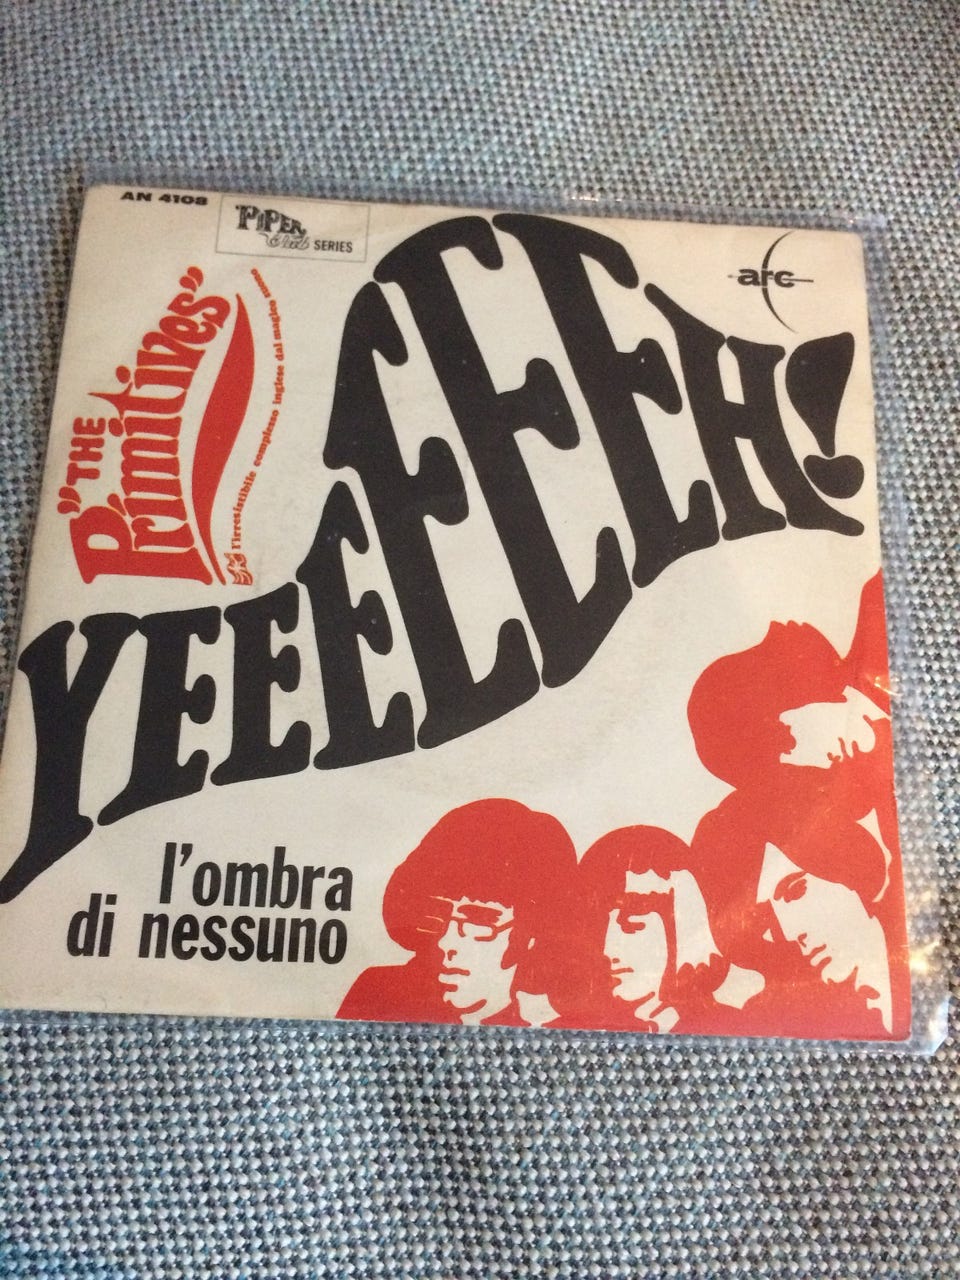 AN 4108
PIPER Club SERIES
arc
"THE Primitives"
l'irresistibile complesso inglese dal magico suono
YEEEEEEH!
l'ombra
di nessuno